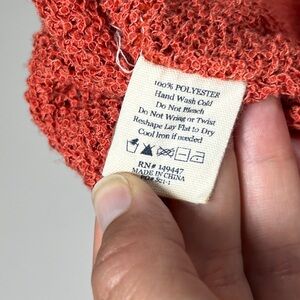 100% POLYESTER
Hand Wash Cold
Do Not Bleach
Do Not Wring or Twist
Reshape Lay Flat to Dry
Cool Iron if needed
RN# 149447
MADE IN CHINA